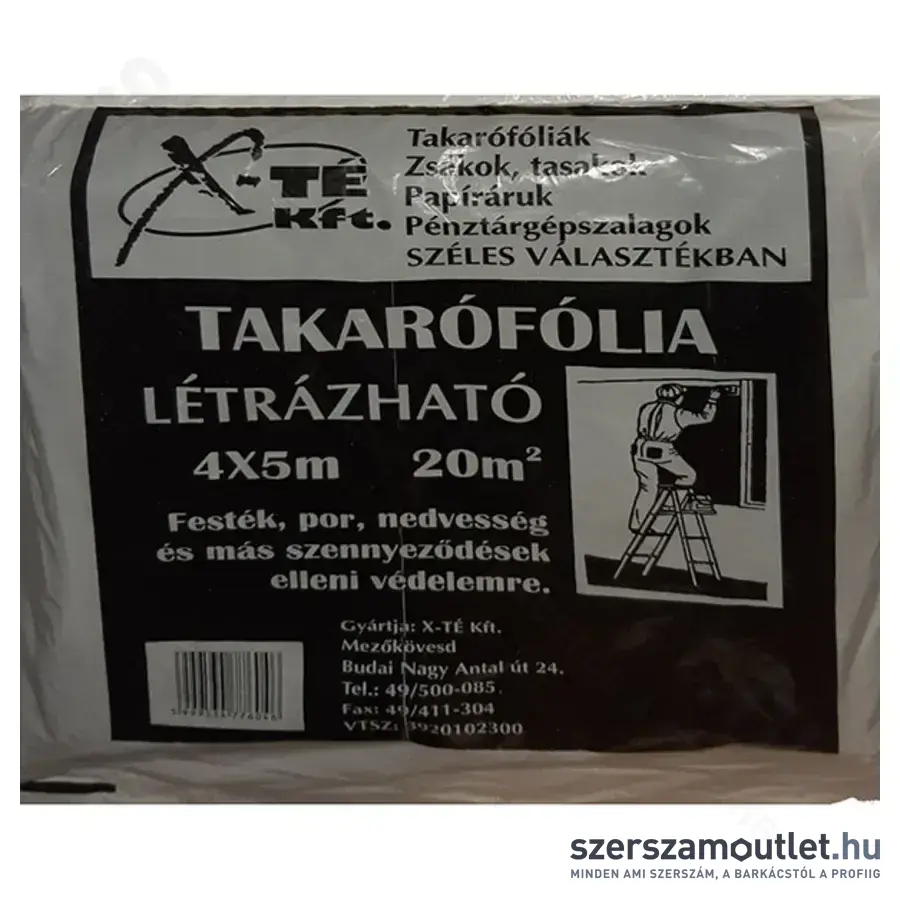 X-TÉ
Kft.
Takarófóliák
Zsákok, tasakok
Papíráruk
Pénztárgépszalagok
SZÉLES VÁLASZTÉKBAN
TAKARÓFÓLIA
LÉTRÁZHATÓ
4X5m 20m²
Festék, por, nedvesség
és más szennyeződések
elleni védelemre.
Gyártja: X-TÉ Kft.
Mezőkövesd
Budai Nagy Antal út 24.
Tel.: 49/500-085
Fax: 49/411-304
VTSZ: 3920102300
szerszamoutlet.hu
MINDEN AMI SZERSZÁM, A BARKÁCSTÓL A PROFIIG